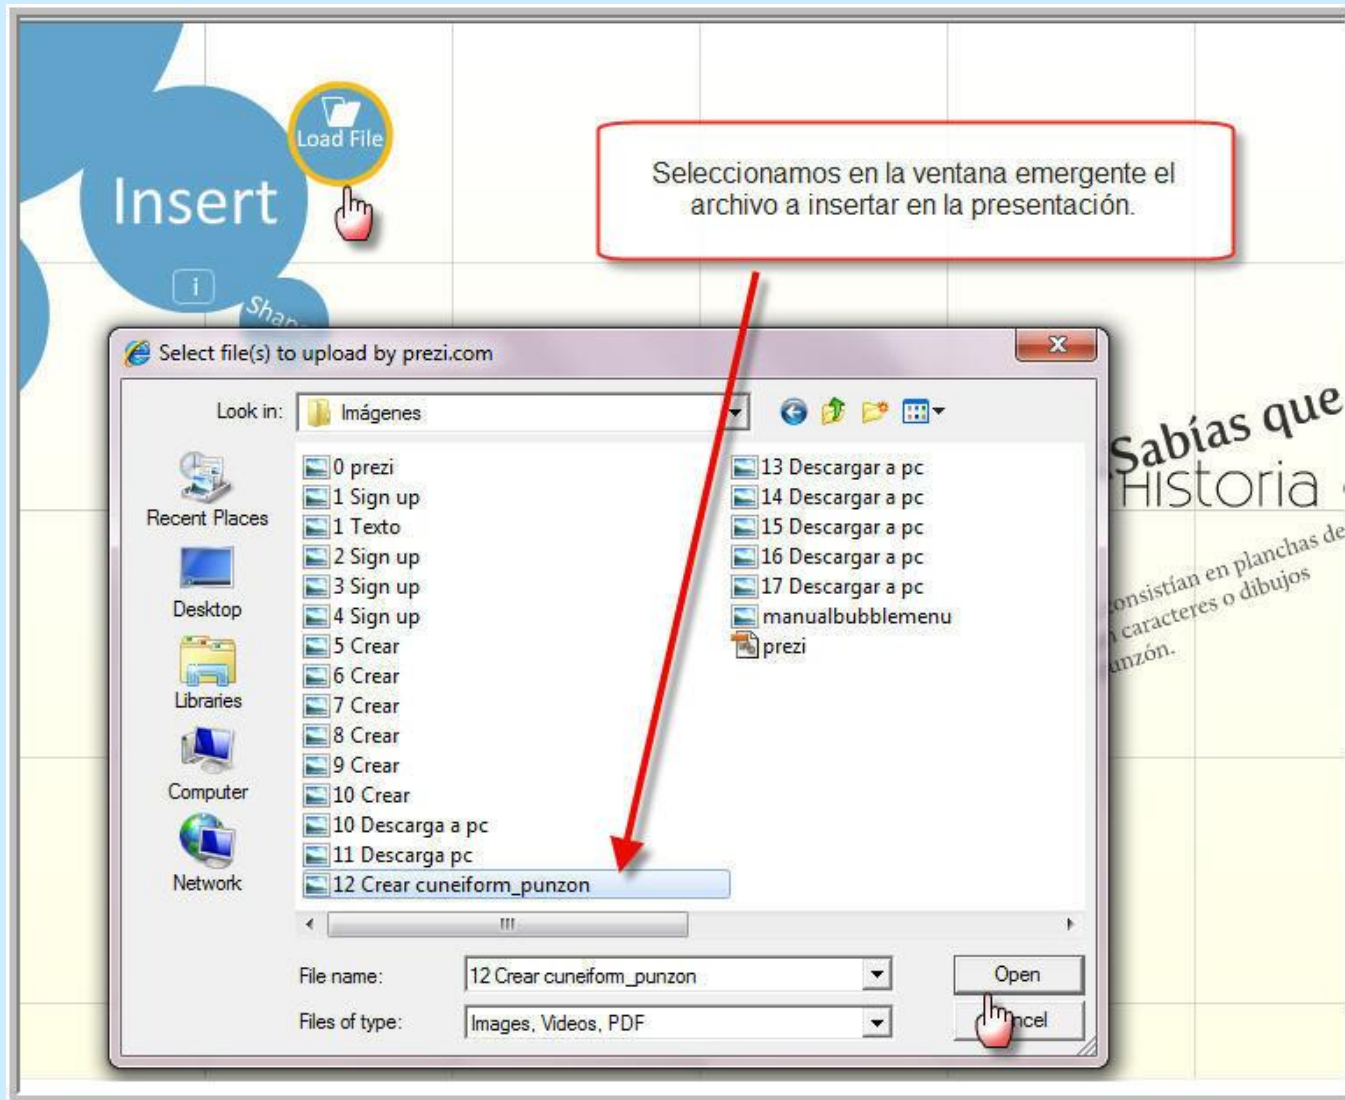 Load File
Insert
i
Seleccionamos en la ventana emergente el
archivo a insertar en la presentación.
Select file(s) to upload by prezi.com
Look in:
Imágenes
Recent Places
Desktop
Libraries
Computer
Network
0 prezi
1 Sign up
1 Texto
2 Sign up
3 Sign up
4 Sign up
5 Crear
6 Crear
7 Crear
8 Crear
9 Crear
10 Crear
10 Descarga a pc
11 Descarga pc
12 Crear cuneiform_punzon
13 Descargar a pc
14 Descargar a pc
15 Descargar a pc
16 Descargar a pc
17 Descargar a pc
manualbubblemenu
prezi
File name:
12 Crear cuneiform_punzon
Open
Files of type:
Images, Videos, PDF
Sabías que
Historia
en planchas de
caracteres o dibujos